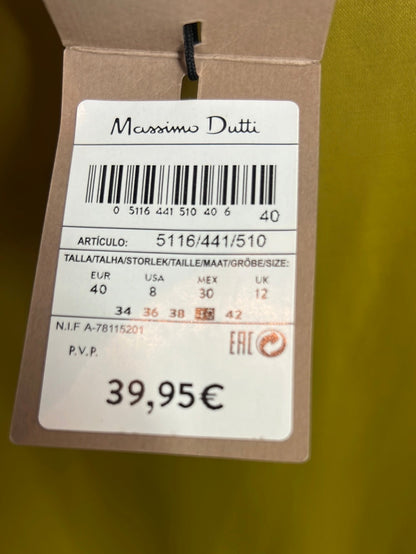 Massimo Dutti
0 5116 441 510 40 6
40
ARTÍCULO: 5116/441/510
TALLA/TALHA/STORLEK/TAILLE/MAAT/GRÖBE/SIZE:
EUR USA MEX UK
40 8 30 12
34 36 38 40 42
N.I.F A-78115201
EAC
P.V.P.
39,95€